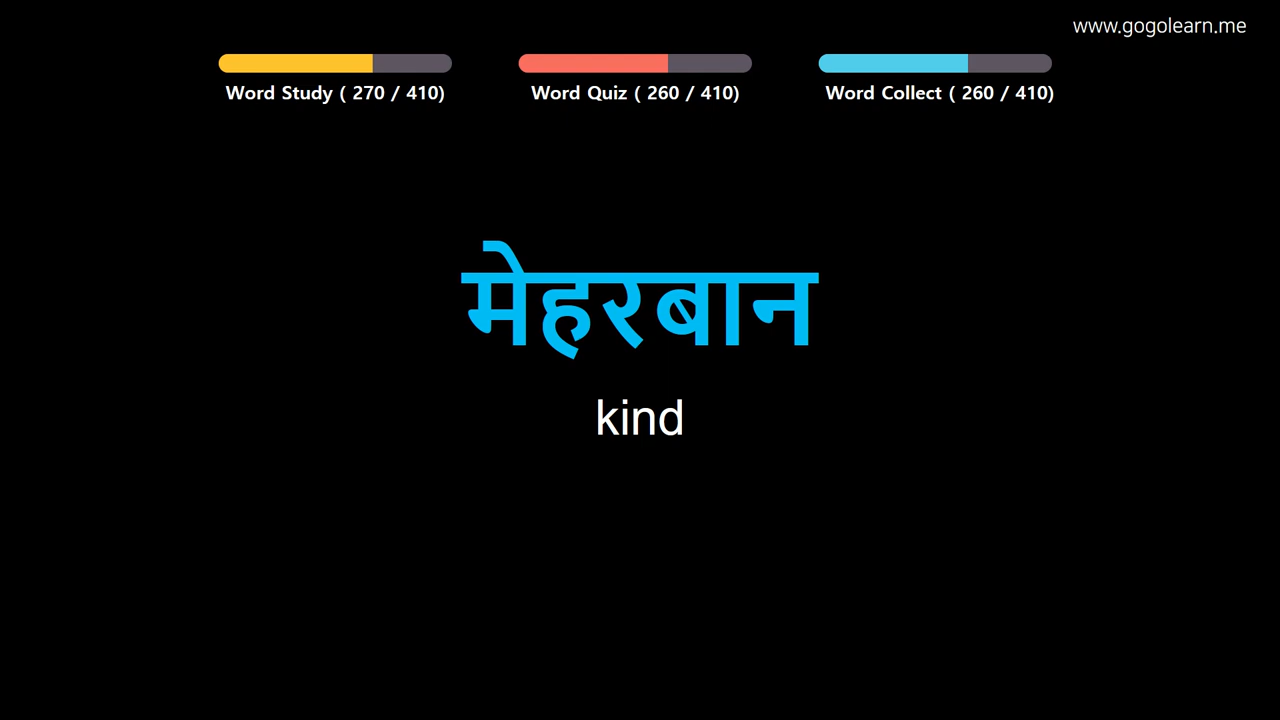 www.gogolearn.me
Word Study ( 270 / 410)
Word Quiz ( 260 / 410)
Word Collect ( 260 / 410)
मेहरबान
kind